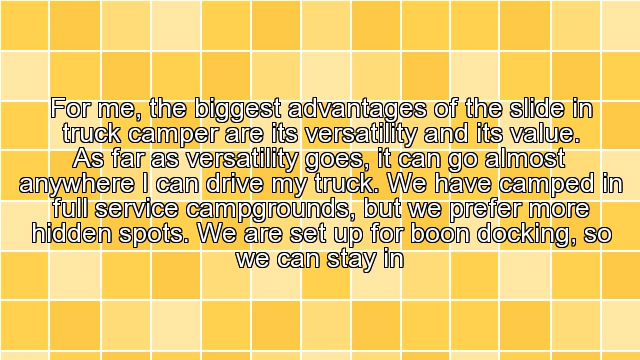 For me, the biggest advantages of the slide in
truck camper are its versatility and its value.
As far as versatility goes, it can go almost
anywhere I can drive my truck. We have camped in
full service campgrounds, but we prefer more
hidden spots. We are set up for boon docking, so
we can stay in